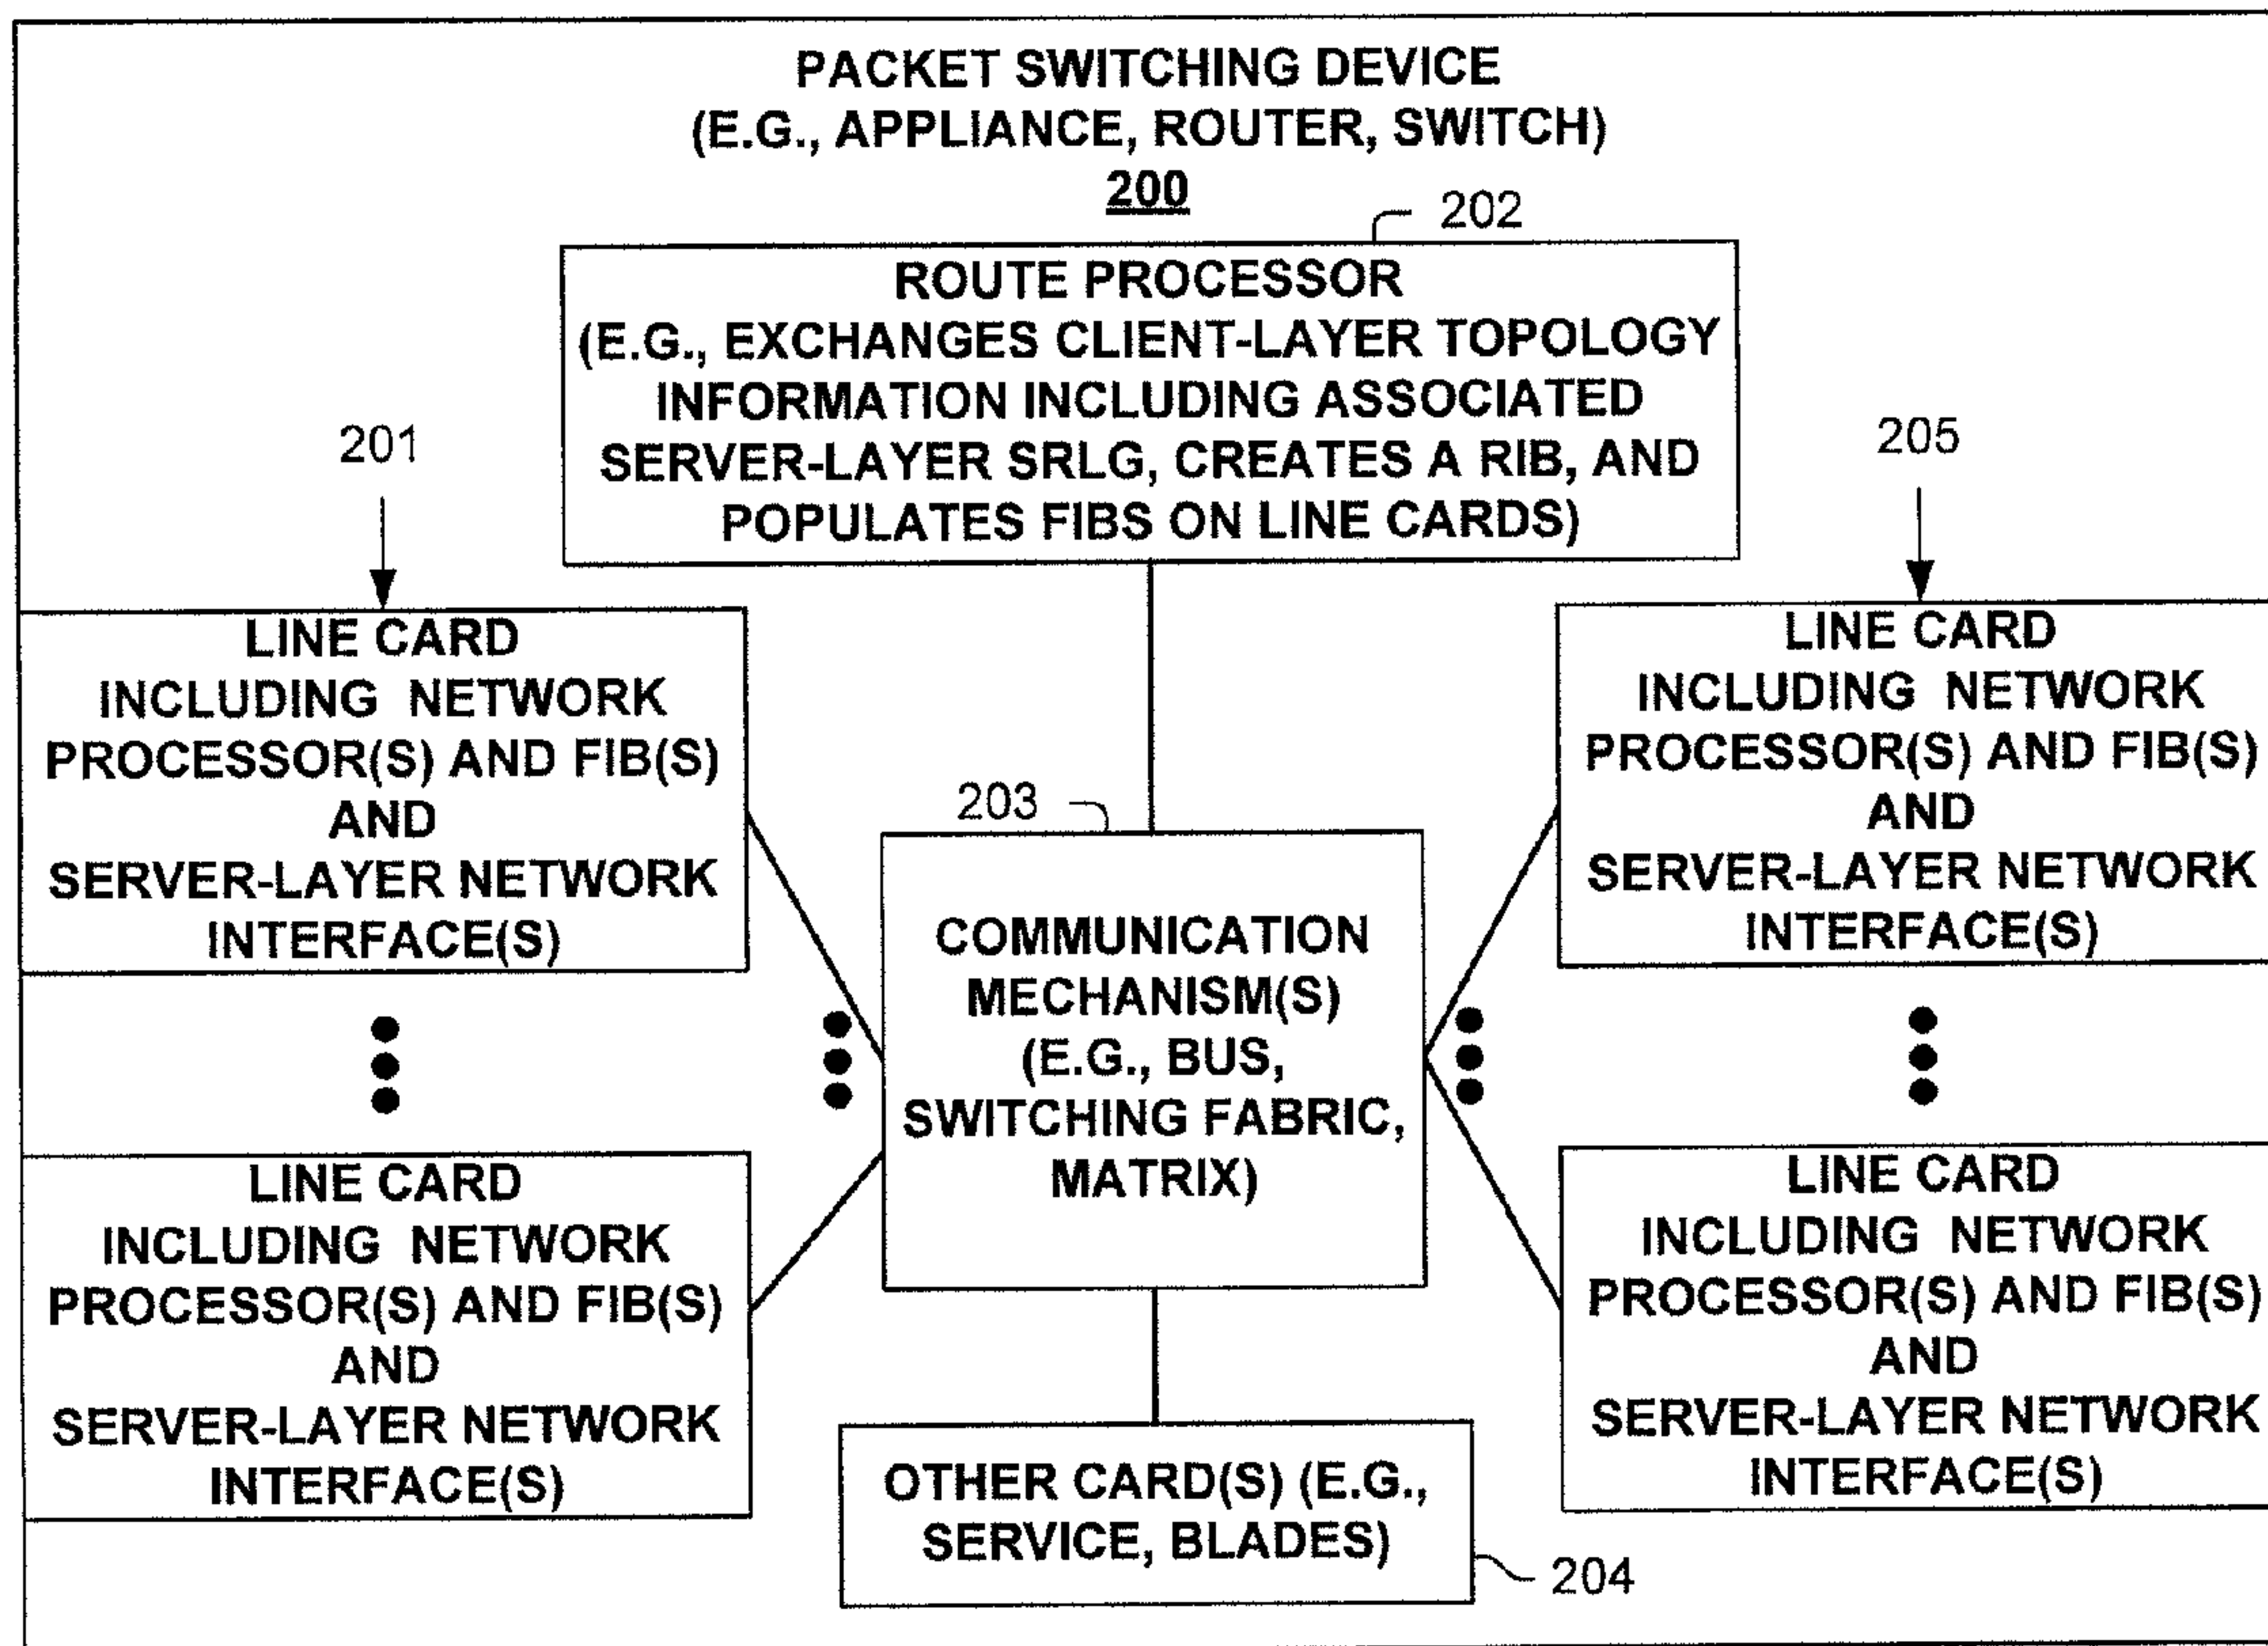 PACKET SWITCHING DEVICE
(E.G., APPLIANCE, ROUTER, SWITCH)
200
202
ROUTE PROCESSOR
(E.G., EXCHANGES CLIENT-LAYER TOPOLOGY
INFORMATION INCLUDING ASSOCIATED
SERVER-LAYER SRLG, CREATES A RIB, AND
POPULATES FIBS ON LINE CARDS)
201
LINE CARD
INCLUDING NETWORK
PROCESSOR(S) AND FIB(S)
AND
SERVER-LAYER NETWORK
INTERFACE(S)
205
LINE CARD
INCLUDING NETWORK
PROCESSOR(S) AND FIB(S)
AND
SERVER-LAYER NETWORK
INTERFACE(S)
203
COMMUNICATION
MECHANISM(S)
(E.G., BUS,
SWITCHING FABRIC,
MATRIX)
LINE CARD
INCLUDING NETWORK
PROCESSOR(S) AND FIB(S)
AND
SERVER-LAYER NETWORK
INTERFACE(S)
LINE CARD
INCLUDING NETWORK
PROCESSOR(S) AND FIB(S)
AND
SERVER-LAYER NETWORK
INTERFACE(S)
OTHER CARD(S) (E.G.,
SERVICE, BLADES)
204